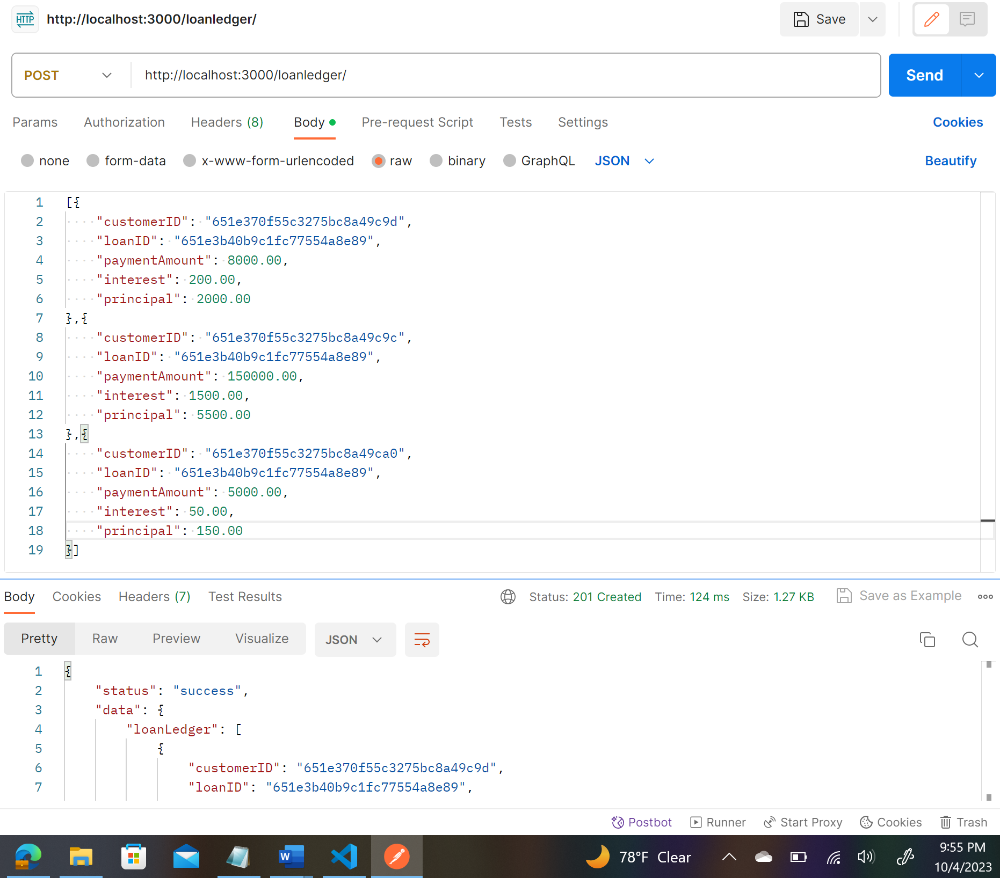 HTTP http://localhost:3000/loanledger/ Save
POST http://localhost:3000/loanledger/ Send
Params Authorization Headers (8) Body Pre-request Script Tests Settings Cookies
none form-data x-www-form-urlencoded raw binary GraphQL JSON Beautify
1 [{
2 "customerID": "651e370f55c3275bc8a49c9d",
3 "loanID": "651e3b40b9c1fc77554a8e89",
4 "paymentAmount": 8000.00,
5 "interest": 200.00,
6 "principal": 2000.00
7 },{
8 "customerID": "651e370f55c3275bc8a49c9c",
9 "loanID": "651e3b40b9c1fc77554a8e89",
10 "paymentAmount": 150000.00,
11 "interest": 1500.00,
12 "principal": 5500.00
13 },{
14 "customerID": "651e370f55c3275bc8a49ca0",
15 "loanID": "651e3b40b9c1fc77554a8e89",
16 "paymentAmount": 5000.00,
17 "interest": 50.00,
18 "principal": 150.00
19 }]
Body Cookies Headers (7) Test Results Status: 201 Created Time: 124 ms Size: 1.27 KB Save as Example
Pretty Raw Preview Visualize JSON
1 {
2 "status": "success",
3 "data": {
4 "loanLedger": [
5 {
6 "customerID": "651e370f55c3275bc8a49c9d",
7 "loanID": "651e3b40b9c1fc77554a8e89",
Postbot Runner Start Proxy Cookies Trash
W 78°F Clear 9:55 PM
10/4/2023